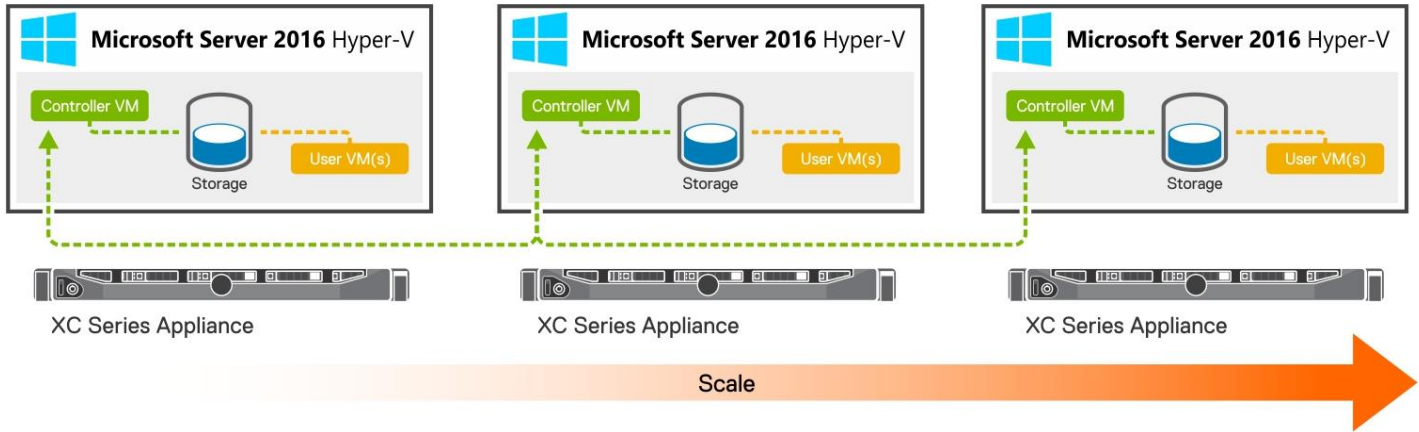 Microsoft Server 2016 Hyper-V
Controller VM
User VM(s)
Storage
Microsoft Server 2016 Hyper-V
Controller VM
User VM(s)
Storage
Microsoft Server 2016 Hyper-V
Controller VM
User VM(s)
Storage
XC Series Appliance
XC Series Appliance
XC Series Appliance
Scale